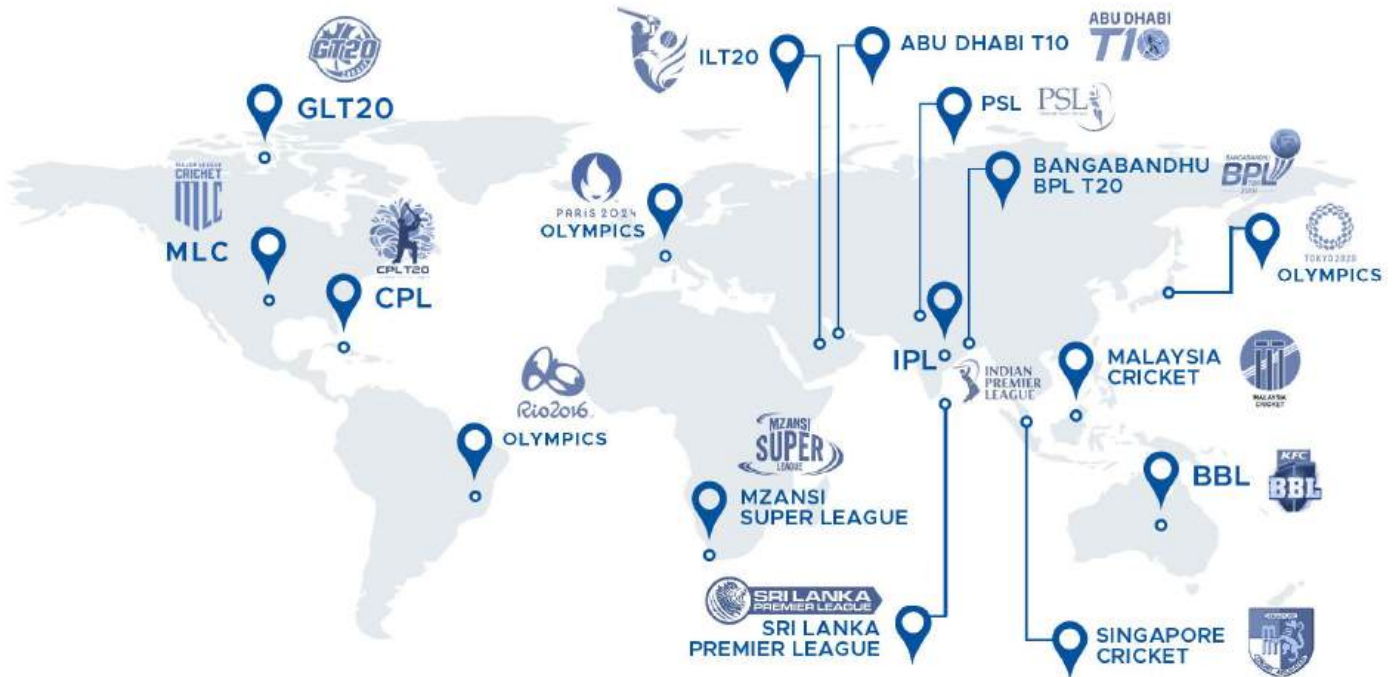 GT20
CANADA
GLT20
MAJOR LEAGUE
CRICKET
MLC
MLC
CPLT20
CPL
PARIS 2024
OLYMPICS
Rio2016
OLYMPICS
ILT20
ABU DHABI T10
ABU DHABI
T10
PSL
PSL
BANGABANDHU
BPL T20
BANGABANDHU
BPL
TOKYO 2020
OLYMPICS
IPL
INDIAN
PREMIER
LEAGUE
MALAYSIA
CRICKET
MALAYSIA
CRICKET
MZANSI
SUPER
LEAGUE
MZANSI
SUPER LEAGUE
BBL
KFC
BBL
SRI LANKA
PREMIER LEAGUE
SRI LANKA
PREMIER LEAGUE
SINGAPORE
CRICKET